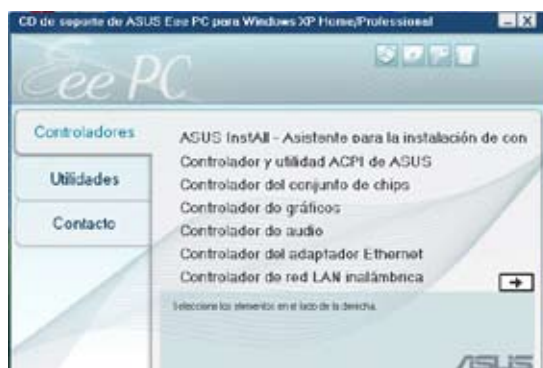 CD de soporte de ASUS Eee PC para Windows XP Home/Professional
Eee PC
Controladores
Utilidades
Contacto
ASUS InstAll - Asistente para la instalación de con
Controlador y utilidad ACPI de ASUS
Controlador del conjunto de chips
Controlador de gráficos
Controlador de audio
Controlador del adaptador Ethernet
Controlador de red LAN inalámbrica
Seleccione los elementos en el lado de la derecha.
ASUS